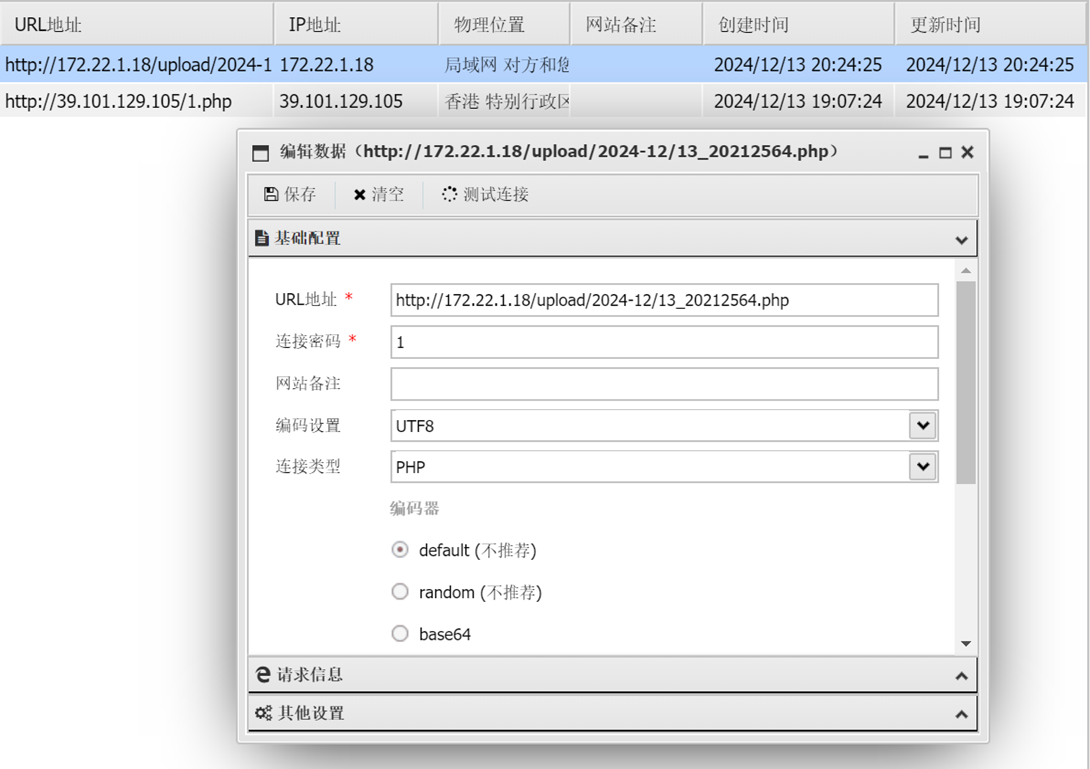 URL地址 IP地址 物理位置 网站备注 创建时间 更新时间
http://172.22.1.18/upload/2024-1 172.22.1.18 局域网 对方和您 2024/12/13 20:24:25 2024/12/13 20:24:25
http://39.101.129.105/1.php 39.101.129.105 香港 特别行政区 2024/12/13 19:07:24 2024/12/13 19:07:24
编辑数据（http://172.22.1.18/upload/2024-12/13_20212564.php）
保存 清空 测试连接
基础配置
URL地址 * http://172.22.1.18/upload/2024-12/13_20212564.php
连接密码 * 1
网站备注
编码设置 UTF8
连接类型 PHP
编码器
default (不推荐)
random (不推荐)
base64
请求信息
其他设置